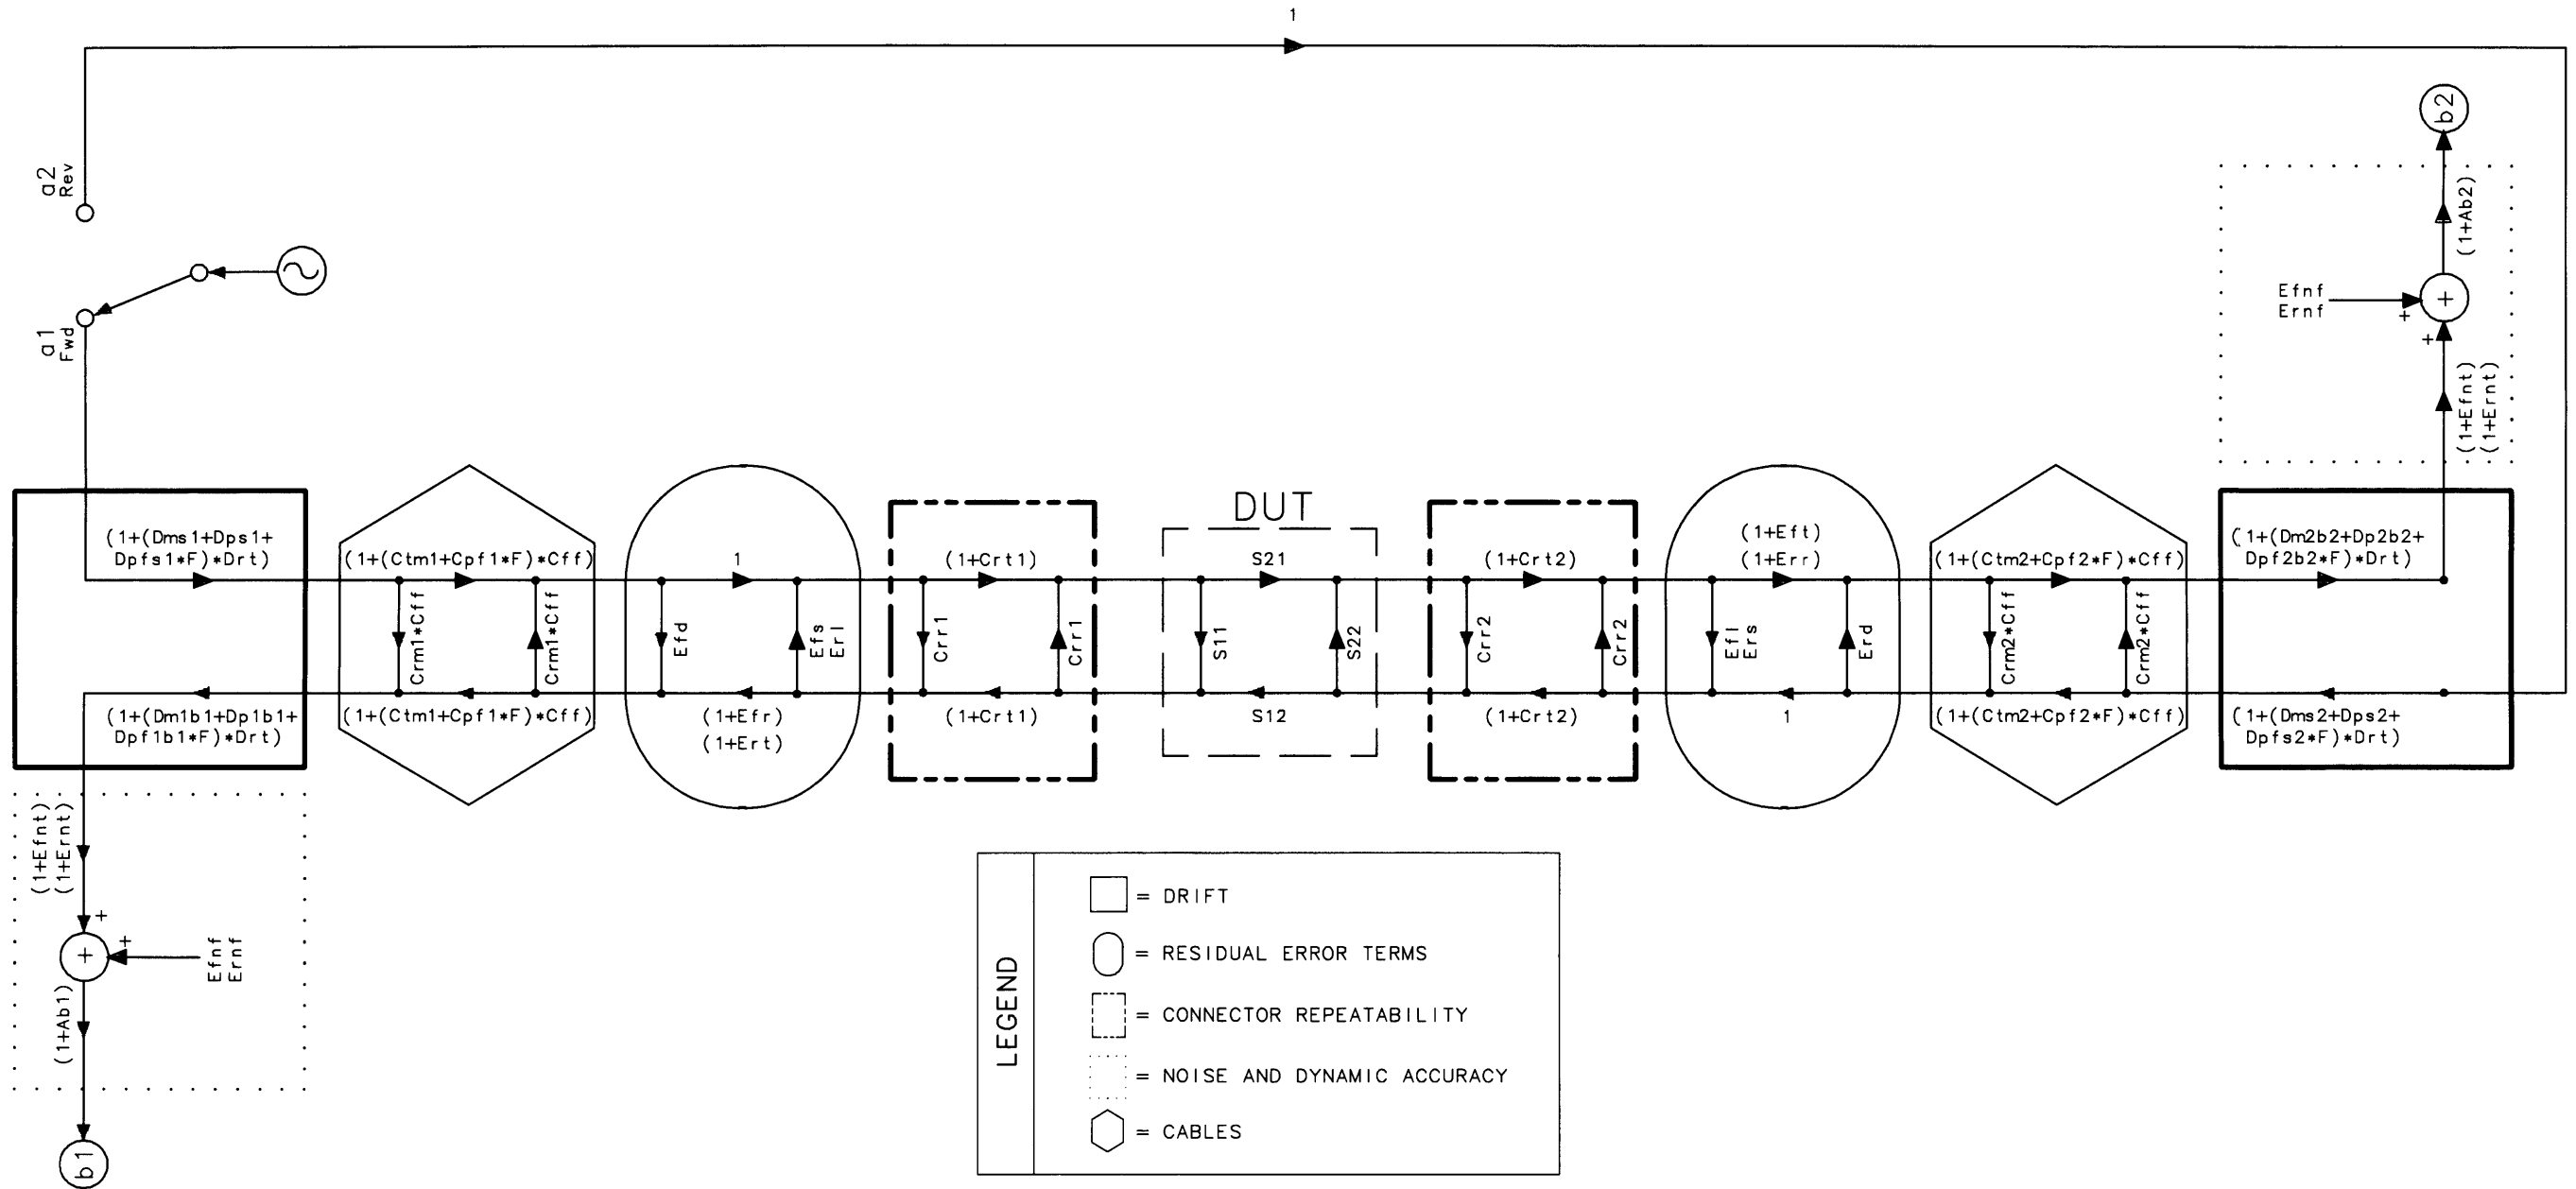 1
a2
Rev
a1
Fwd
b2
(1+Ab2)
Efnf
Ernf
+
+
+
(1+Efnt)
(1+Ernt)
DUT
(1+(Dms1+Dps1+
Dpfs1*F)*Drt)
(1+(Ctm1+Cpf1*F)*Cff)
1
(1+Crt1)
S21
(1+Crt2)
(1+Eft)
(1+Err)
(1+(Ctm2+Cpf2*F)*Cff)
(1+(Dm2b2+Dp2b2+
Dpf2b2*F)*Drt)
Crm1*Cff
Crm1*Cff
Efd
Efs
Erl
Crr1
Crr1
S11
S22
Crr2
Crr2
Efl
Ers
Erd
Crm2*Cff
Crm2*Cff
(1+(Dm1b1+Dp1b1+
Dpf1b1*F)*Drt)
(1+(Ctm1+Cpf1*F)*Cff)
(1+Efr)
(1+Ert)
(1+Crt1)
S12
(1+Crt2)
1
(1+(Ctm2+Cpf2*F)*Cff)
(1+(Dms2+Dps2+
Dpfs2*F)*Drt)
(1+Efnt)
(1+Ernt)
+
+
+
Efnf
Ernf
(1+Ab1)
b1
LEGEND
= DRIFT
= RESIDUAL ERROR TERMS
= CONNECTOR REPEATABILITY
= NOISE AND DYNAMIC ACCURACY
= CABLES